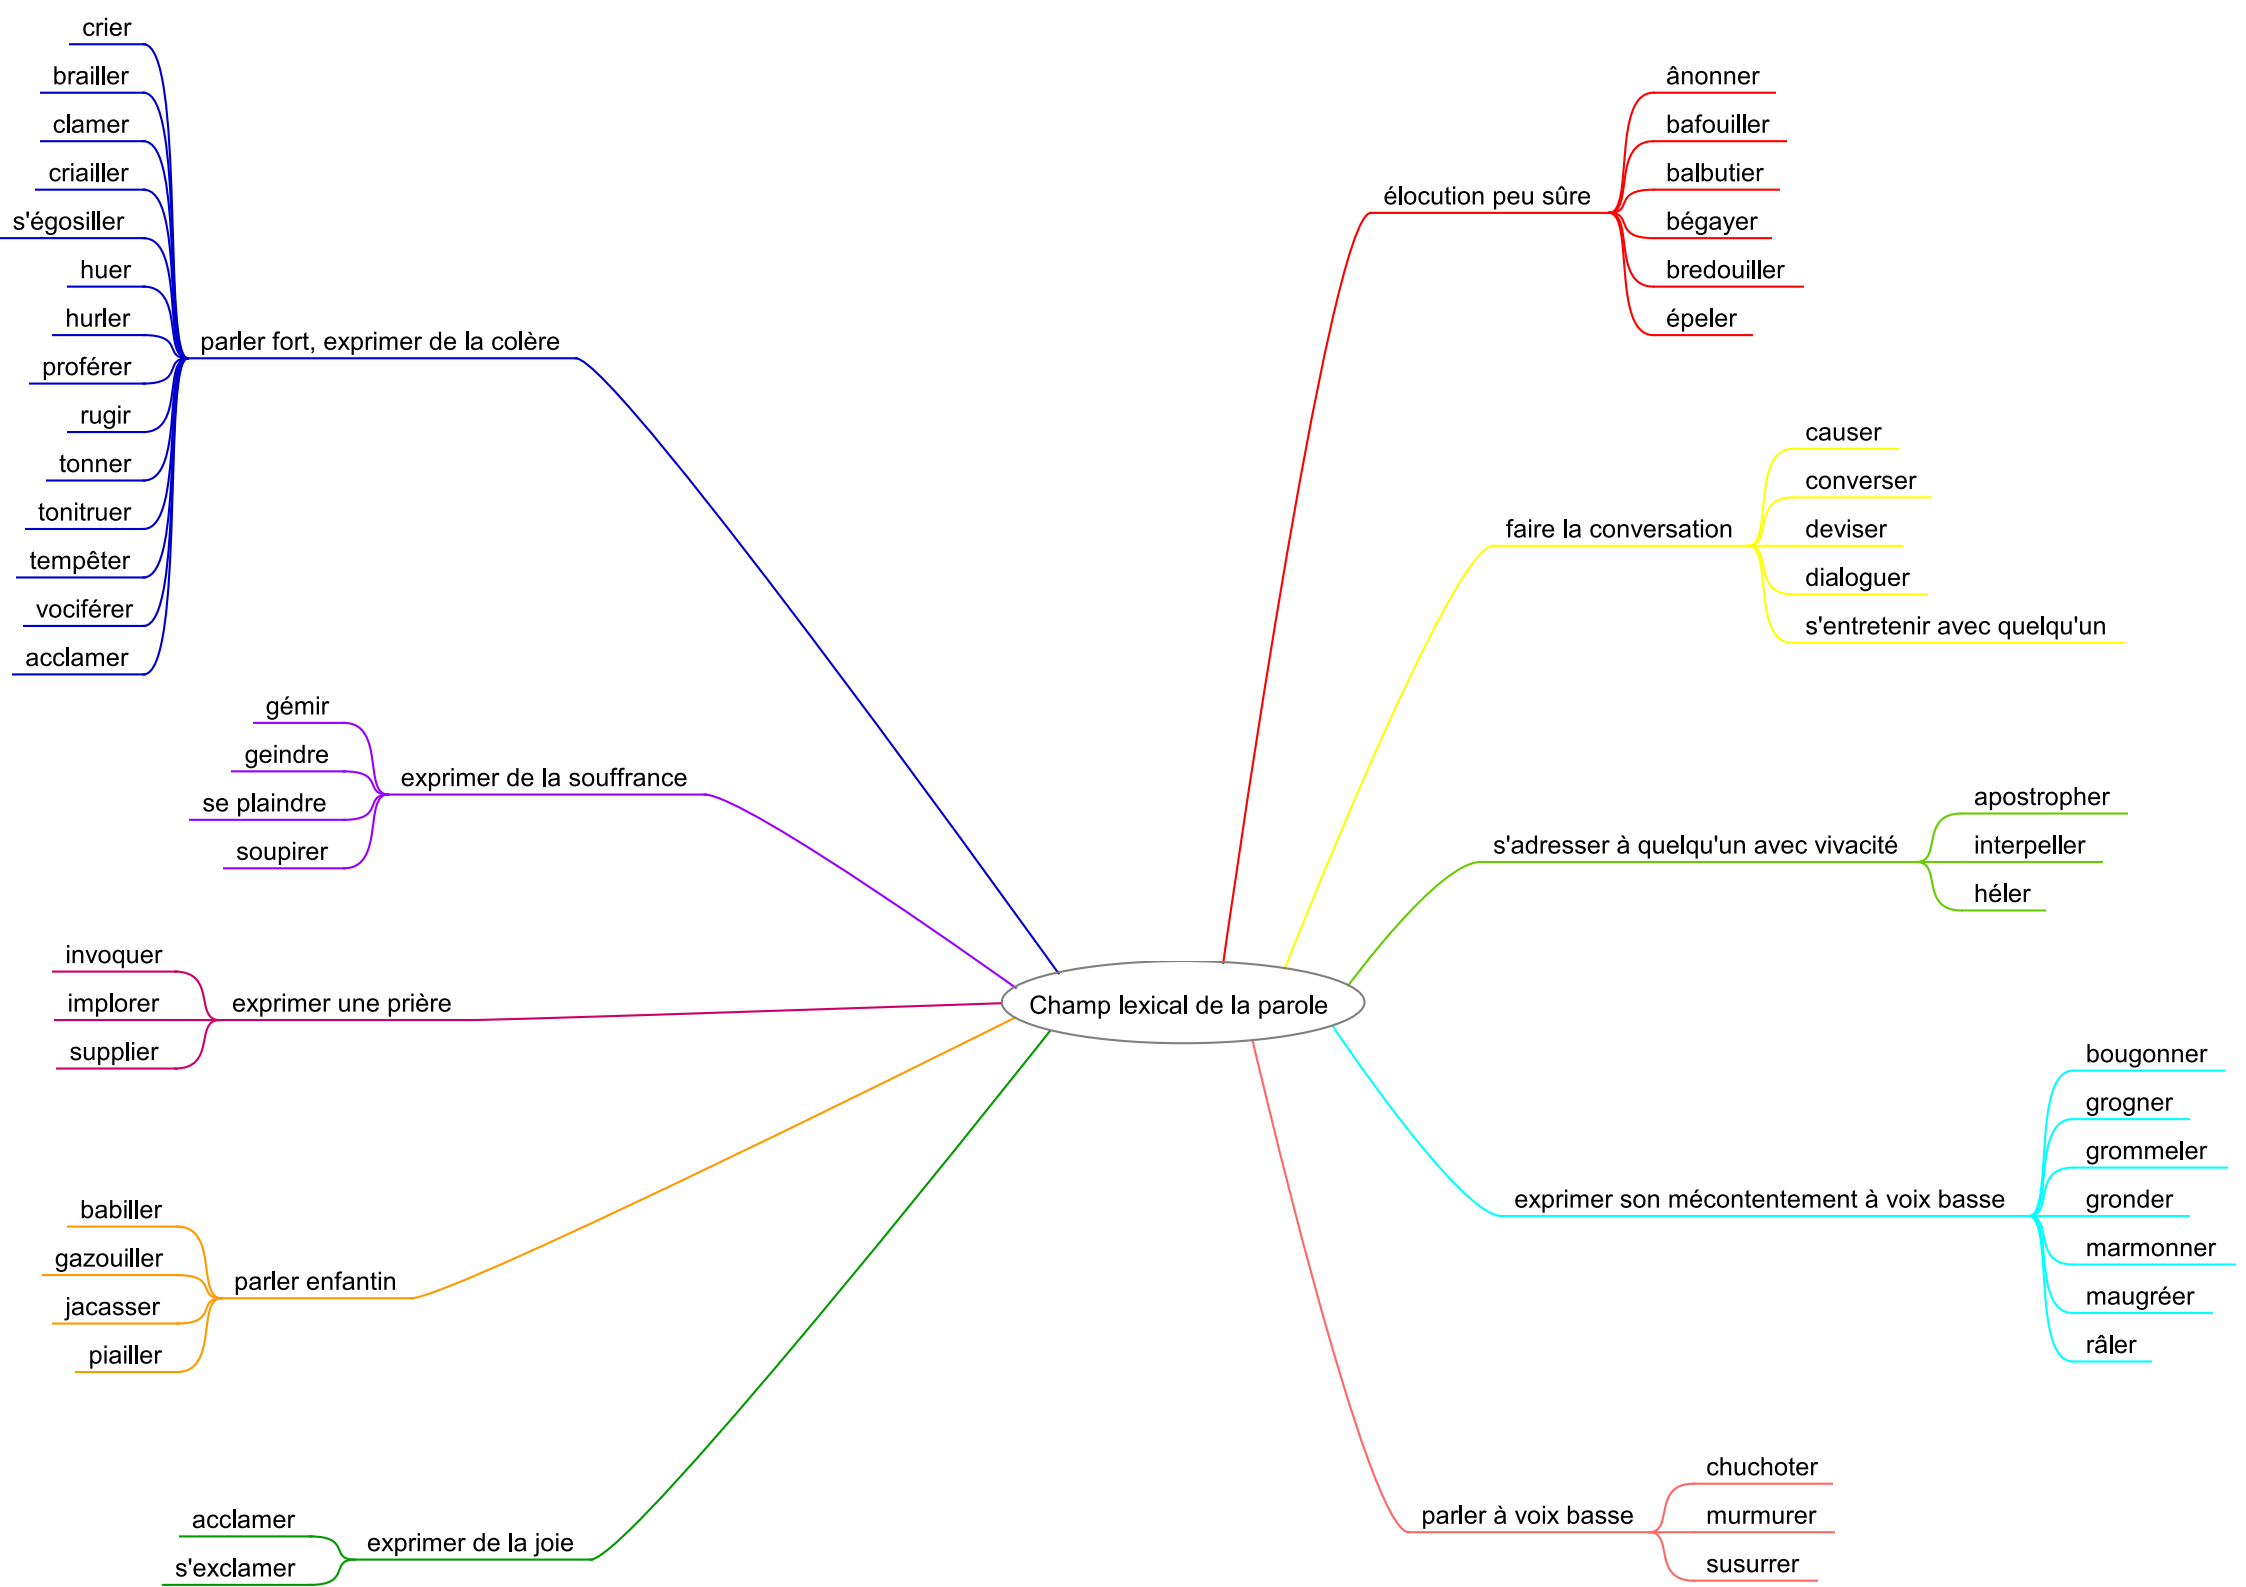 Champ lexical de la parole
élocution peu sûre
ânonner
bafouiller
balbutier
bégayer
bredouiller
épeler
faire la conversation
causer
converser
deviser
dialoguer
s'entretenir avec quelqu'un
s'adresser à quelqu'un avec vivacité
apostropher
interpeller
héler
exprimer son mécontentement à voix basse
bougonner
grogner
grommeler
gronder
marmonner
maugréer
râler
parler à voix basse
chuchoter
murmurer
susurrer
parler fort, exprimer de la colère
crier
brailler
clamer
criailler
s'égosiller
huer
hurler
proférer
rugir
tonner
tonitruer
tempêter
vociférer
acclamer
exprimer de la souffrance
gémir
geindre
se plaindre
soupirer
exprimer une prière
invoquer
implorer
supplier
parler enfantin
babiller
gazouiller
jacasser
piailler
exprimer de la joie
acclamer
s'exclamer